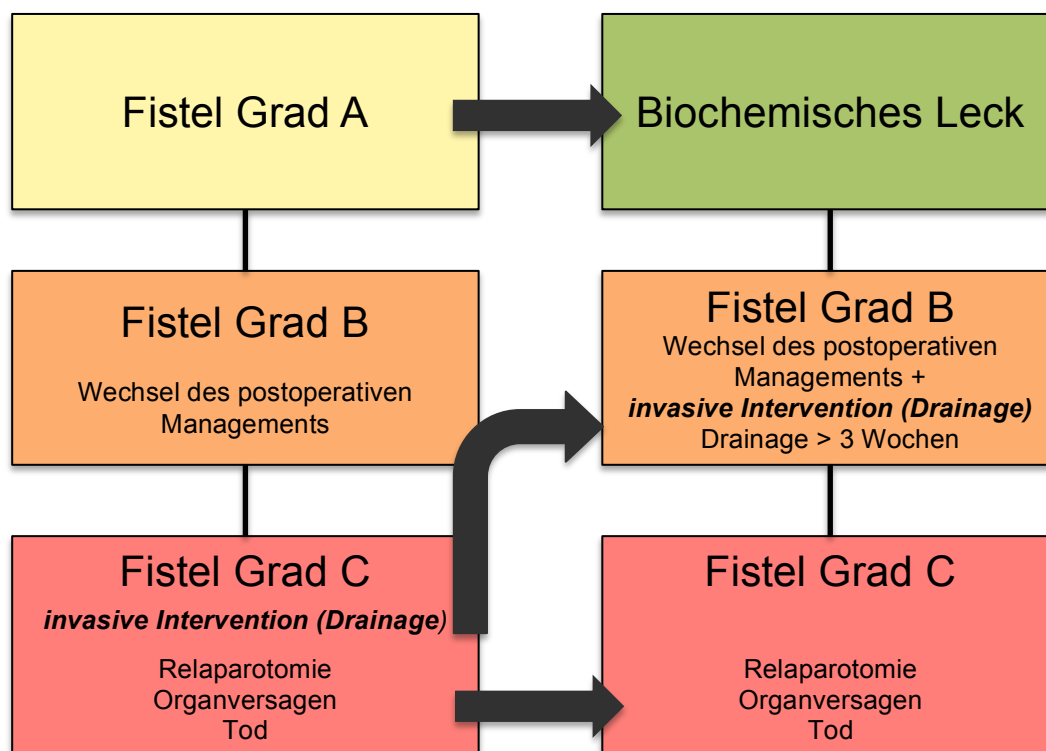 Fistel Grad A
Biochemisches Leck
Fistel Grad B
Wechsel des postoperativen
Managements
Fistel Grad B
Wechsel des postoperativen
Managements +
invasive Intervention (Drainage)
Drainage > 3 Wochen
Fistel Grad C
invasive Intervention (Drainage)
Relaparotomie
Organversagen
Tod
Fistel Grad C
Relaparotomie
Organversagen
Tod